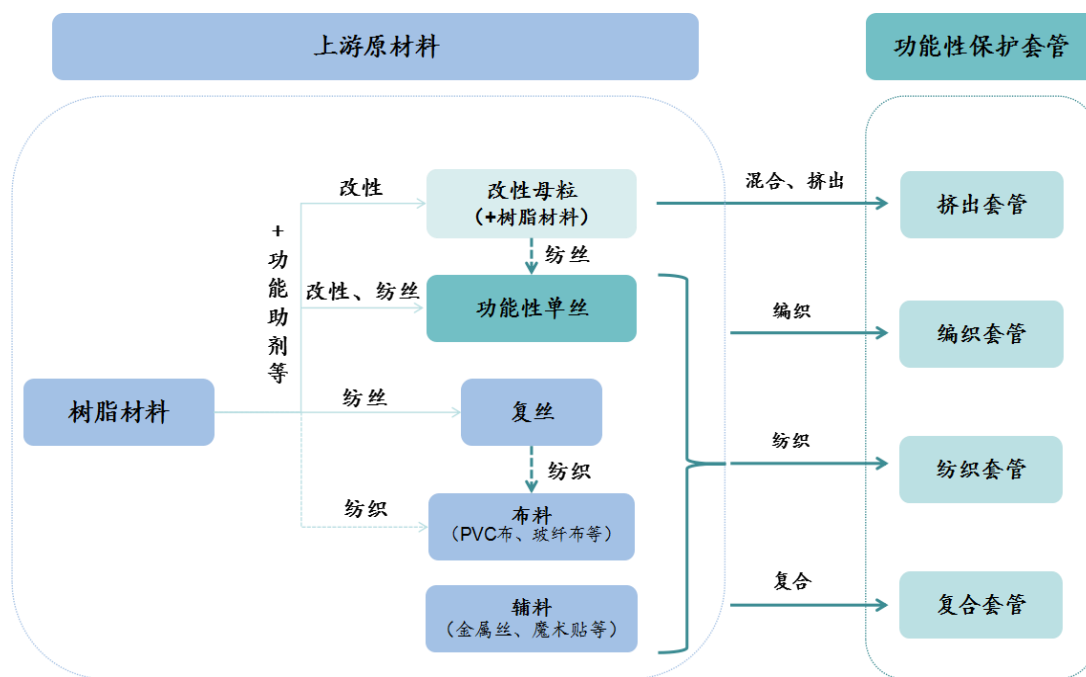 上游原材料
功能性保护套管
改性
改性母粒
（+树脂材料）
混合、挤出
挤出套管
+功能助剂等
纺丝
改性、纺丝
功能性单丝
编织
编织套管
树脂材料
纺丝
复丝
纺织
纺织套管
纺织
纺织
布料
（PVC布、玻纤布等）
复合
复合套管
辅料
（金属丝、魔术贴等）